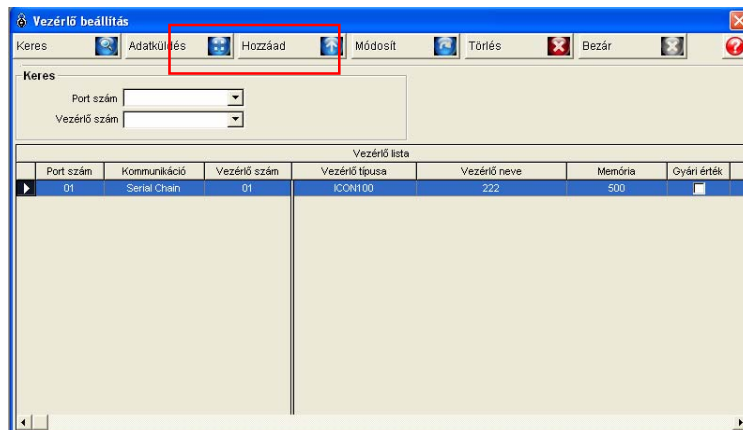 Vezérlő beállítás
Keres Adatküldés Hozzáad Módosít Törlés Bezár
Keres
Port szám
Vezérlő szám
Vezérlő lista
Port szám Kommunikáció Vezérlő szám Vezérlő típusa Vezérlő neve Memória Gyári érték
01 Serial Chain 01 ICON100 222 500